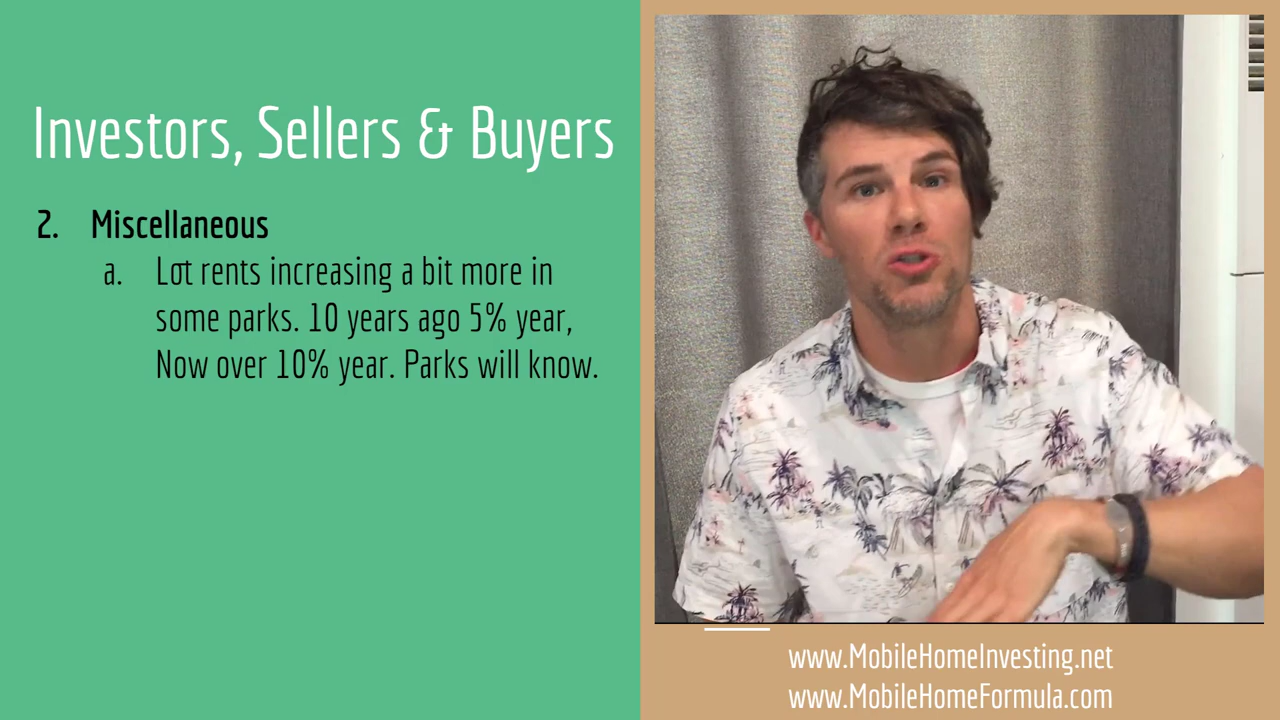 Investors, Sellers & Buyers
2. Miscellaneous
a. Lot rents increasing a bit more in
some parks. 10 years ago 5% year,
Now over 10% year. Parks will know.
www.MobileHomeInvesting.net
www.MobileHomeFormula.com